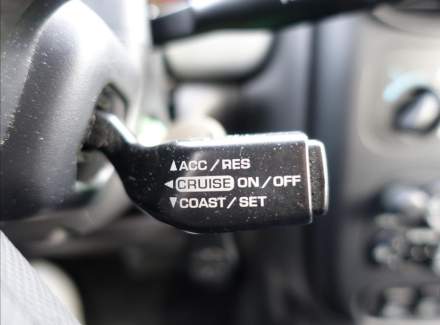 ▲ACC/RES
◄CRUISE ON/OFF
▼COAST/SET